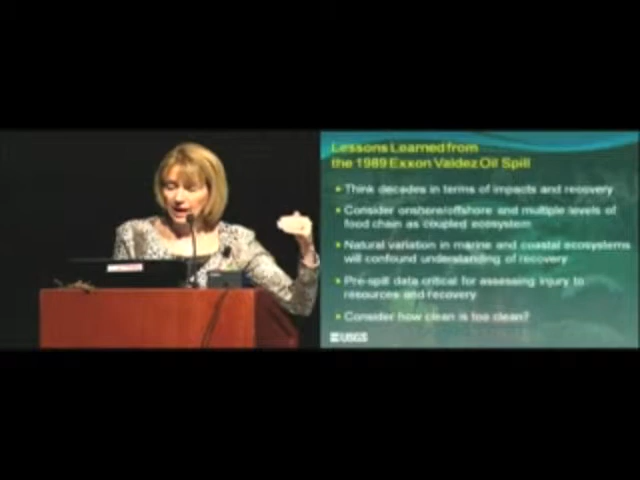 Lessons Learned from
the 1989 Exxon Valdez Oil Spill
Think decades in terms of impacts and recovery
Consider onshore/offshore and multiple levels of
food chain as coupled ecosystem
Natural variation in marine and coastal ecosystems
will confound understanding of recovery
Pre-spill data critical for assessing injury to
resources and recovery
Consider how clean is too clean?
USGS